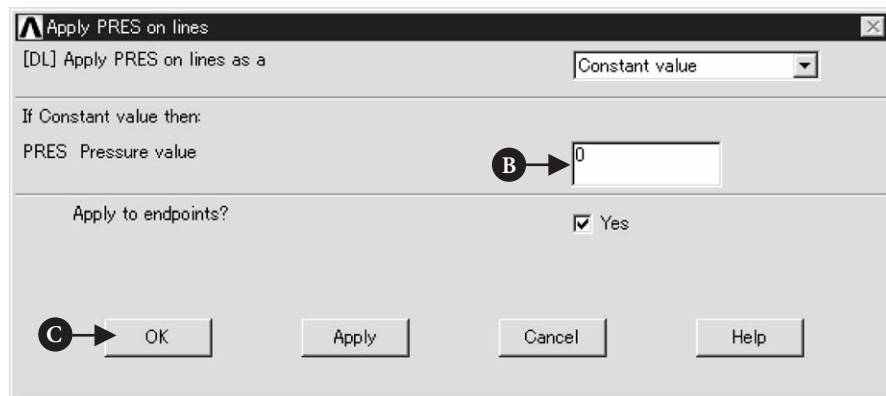 Apply PRES on lines
[DL] Apply PRES on lines as a Constant value
If Constant value then:
PRES Pressure value B 0
Apply to endpoints? Yes
C OK Apply Cancel Help